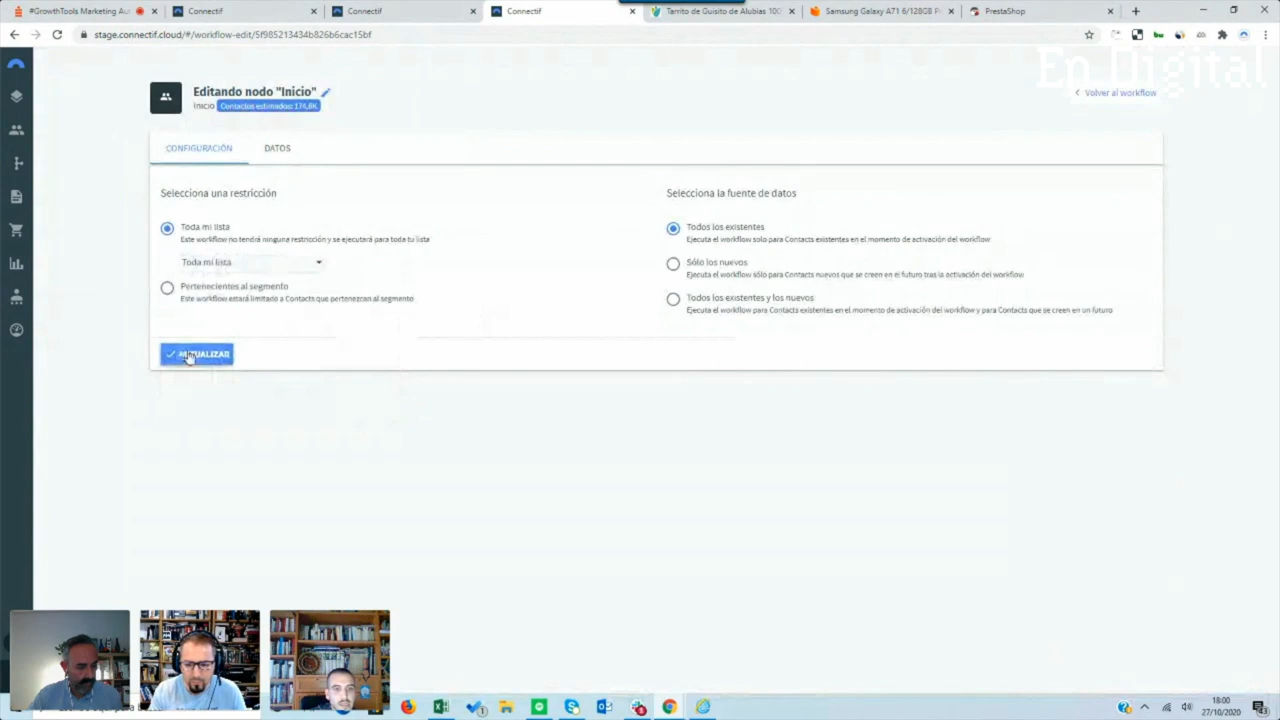 #GrowthTools Marketing Au
Connectif
Connectif
Connectif
Tarrito de Guisito de Alubias 100
Samsung Galaxy A71 6/128GB P
PrestaShop
stage.connectif.cloud/#/workflow-edit/5f985213434b826b6cac15bf
En Digital
Editando nodo "Inicio"
Inicio Contactos estimados: 174,6K
Volver al workflow
CONFIGURACIÓN
DATOS
Selecciona una restricción
Toda mi lista
Este workflow no tendrá ninguna restricción y se ejecutará para toda tu lista
Toda mi lista
Pertenecientes al segmento
Este workflow estará limitado a Contacts que pertenezcan al segmento
Selecciona la fuente de datos
Todos los existentes
Ejecuta el workflow solo para Contacts existentes en el momento de activación del workflow
Sólo los nuevos
Ejecuta el workflow sólo para Contacts nuevos que se creen en el futuro tras la activación del workflow
Todos los existentes y los nuevos
Ejecuta el workflow para Contacts existentes en el momento de activación del workflow y para Contacts que se creen en un futuro
ACTUALIZAR
18:00
27/10/2020